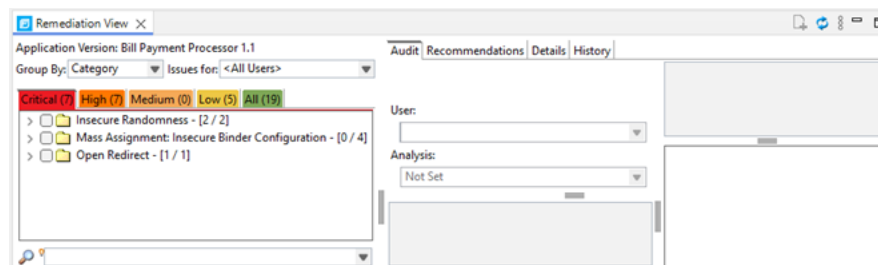 Remediation View
Application Version: Bill Payment Processor 1.1
Group By: Category Issues for: <All Users>
Critical (7) High (7) Medium (0) Low (5) All (19)
Insecure Randomness - [2 / 2]
Mass Assignment: Insecure Binder Configuration - [0 / 4]
Open Redirect - [1 / 1]
Audit Recommendations Details History
User:
Analysis:
Not Set